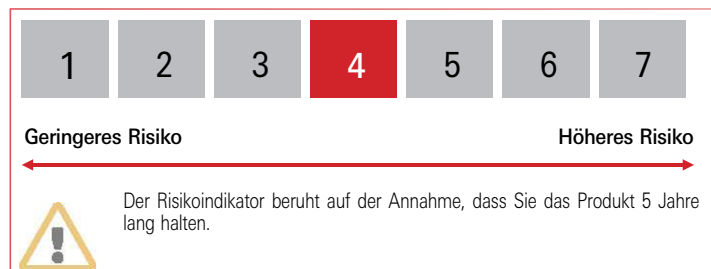 1 2 3 4 5 6 7
Geringeres Risiko Höheres Risiko
Der Risikoindikator beruht auf der Annahme, dass Sie das Produkt 5 Jahre
lang halten.